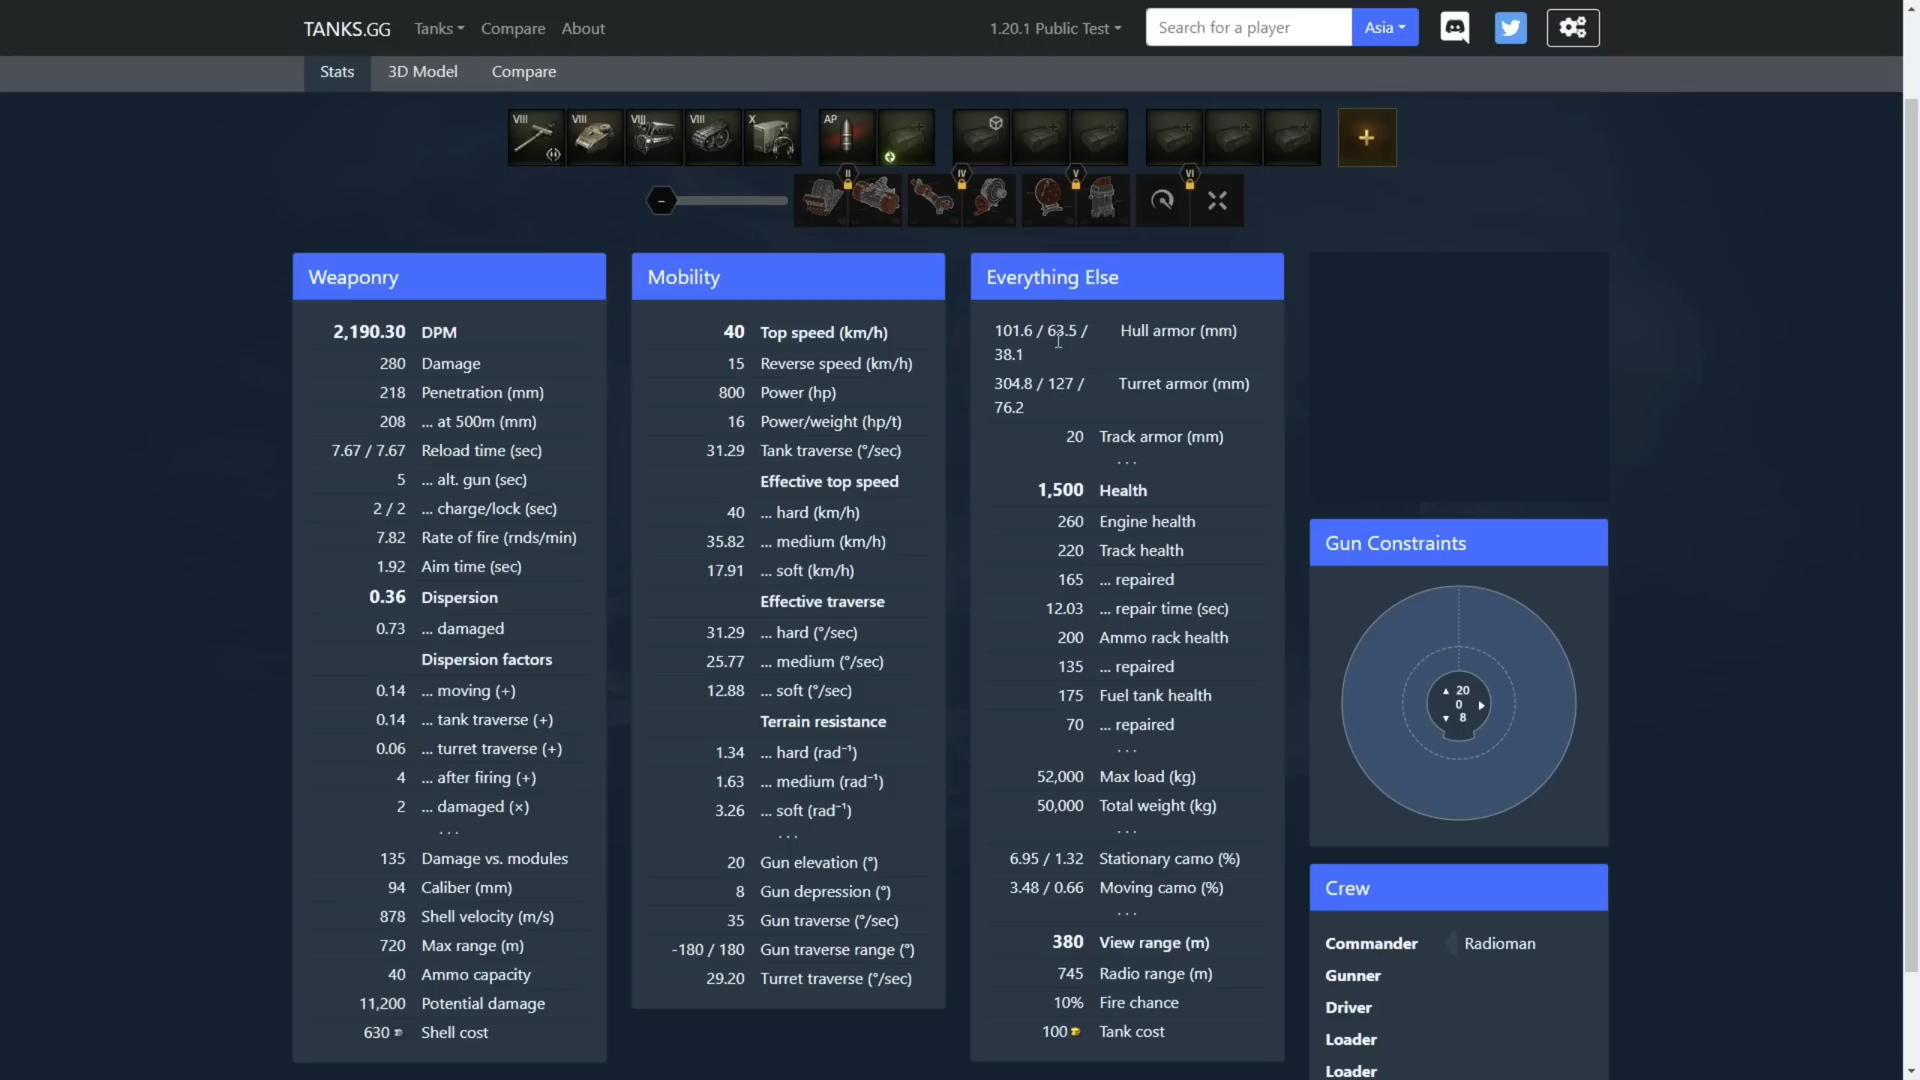 TANKS.GG Tanks Compare About 1.20.1 Public Test Search for a player Asia
Stats 3D Model Compare
VIII VIII VIII VIII X AP
II IV V VI
Weaponry
2,190.30 DPM
280 Damage
218 Penetration (mm)
208 ... at 500m (mm)
7.67 / 7.67 Reload time (sec)
5 ... alt. gun (sec)
2 / 2 ... charge/lock (sec)
7.82 Rate of fire (rnds/min)
1.92 Aim time (sec)
0.36 Dispersion
0.73 ... damaged
Dispersion factors
0.14 ... moving (+)
0.14 ... tank traverse (+)
0.06 ... turret traverse (+)
4 ... after firing (+)
2 ... damaged (×)
...
135 Damage vs. modules
94 Caliber (mm)
878 Shell velocity (m/s)
720 Max range (m)
40 Ammo capacity
11,200 Potential damage
630 Shell cost
Mobility
40 Top speed (km/h)
15 Reverse speed (km/h)
800 Power (hp)
16 Power/weight (hp/t)
31.29 Tank traverse (°/sec)
Effective top speed
40 ... hard (km/h)
35.82 ... medium (km/h)
17.91 ... soft (km/h)
Effective traverse
31.29 ... hard (°/sec)
25.77 ... medium (°/sec)
12.88 ... soft (°/sec)
Terrain resistance
1.34 ... hard (rad⁻¹)
1.63 ... medium (rad⁻¹)
3.26 ... soft (rad⁻¹)
...
20 Gun elevation (°)
8 Gun depression (°)
35 Gun traverse (°/sec)
-180 / 180 Gun traverse range (°)
29.20 Turret traverse (°/sec)
Everything Else
101.6 / 63.5 / Hull armor (mm)
38.1
304.8 / 127 / Turret armor (mm)
76.2
20 Track armor (mm)
...
1,500 Health
260 Engine health
220 Track health
165 ... repaired
12.03 ... repair time (sec)
200 Ammo rack health
135 ... repaired
175 Fuel tank health
70 ... repaired
...
52,000 Max load (kg)
50,000 Total weight (kg)
...
6.95 / 1.32 Stationary camo (%)
3.48 / 0.66 Moving camo (%)
...
380 View range (m)
745 Radio range (m)
10% Fire chance
100 Tank cost
Gun Constraints
20
0
8
Crew
Commander Radioman
Gunner
Driver
Loader
Loader